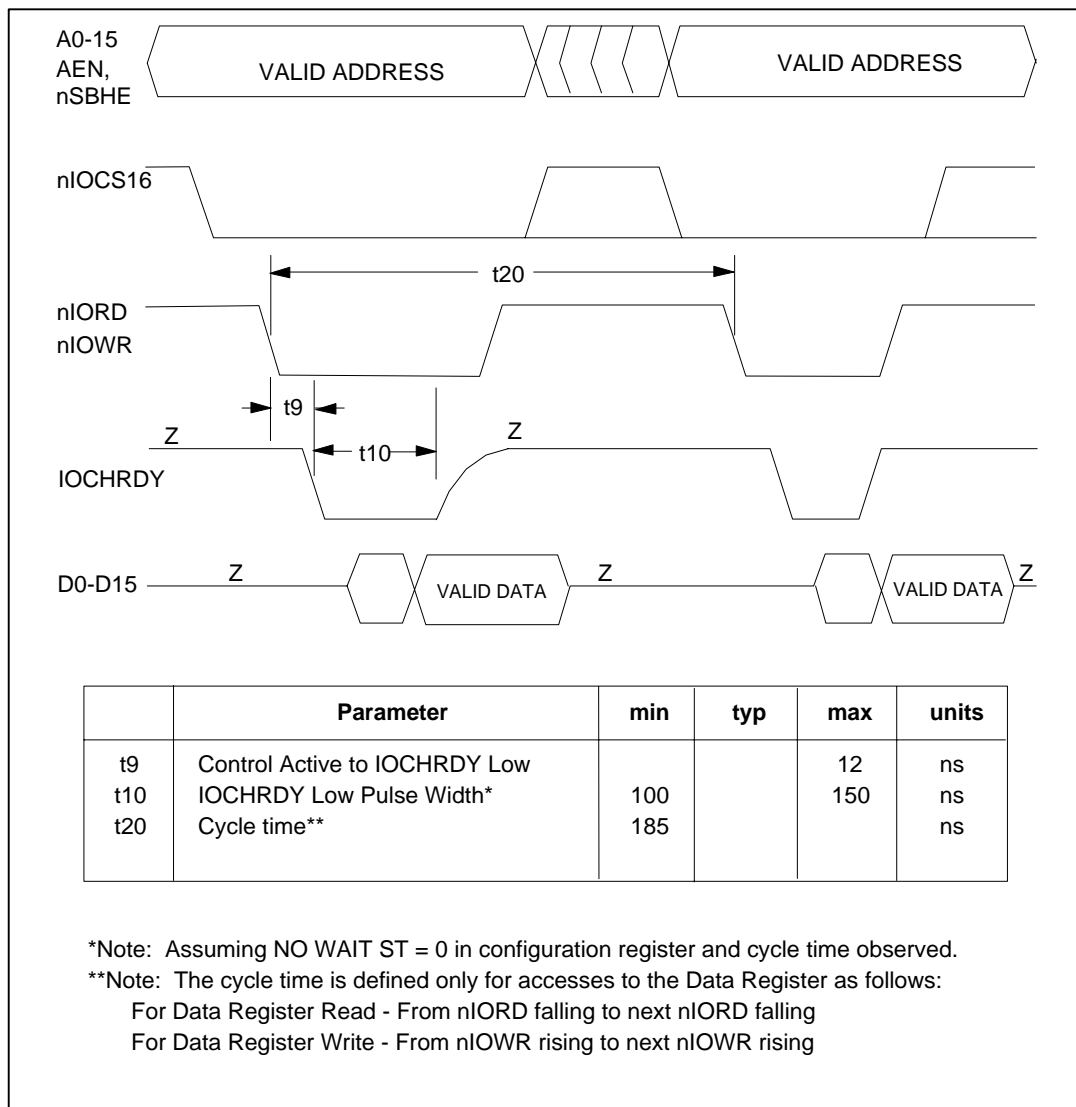 A0-15
AEN,
nSBHE
VALID ADDRESS
VALID ADDRESS
nIOCS16
t20
nIORD
nIOWR
t9
Z
t10
Z
IOCHRDY
D0-D15
Z
VALID DATA
Z
VALID DATA
Z
Parameter min typ max units
t9 Control Active to IOCHRDY Low 12 ns
t10 IOCHRDY Low Pulse Width* 100 150 ns
t20 Cycle time** 185 ns
*Note: Assuming NO WAIT ST = 0 in configuration register and cycle time observed.
**Note: The cycle time is defined only for accesses to the Data Register as follows:
For Data Register Read - From nIORD falling to next nIORD falling
For Data Register Write - From nIOWR rising to next nIOWR rising